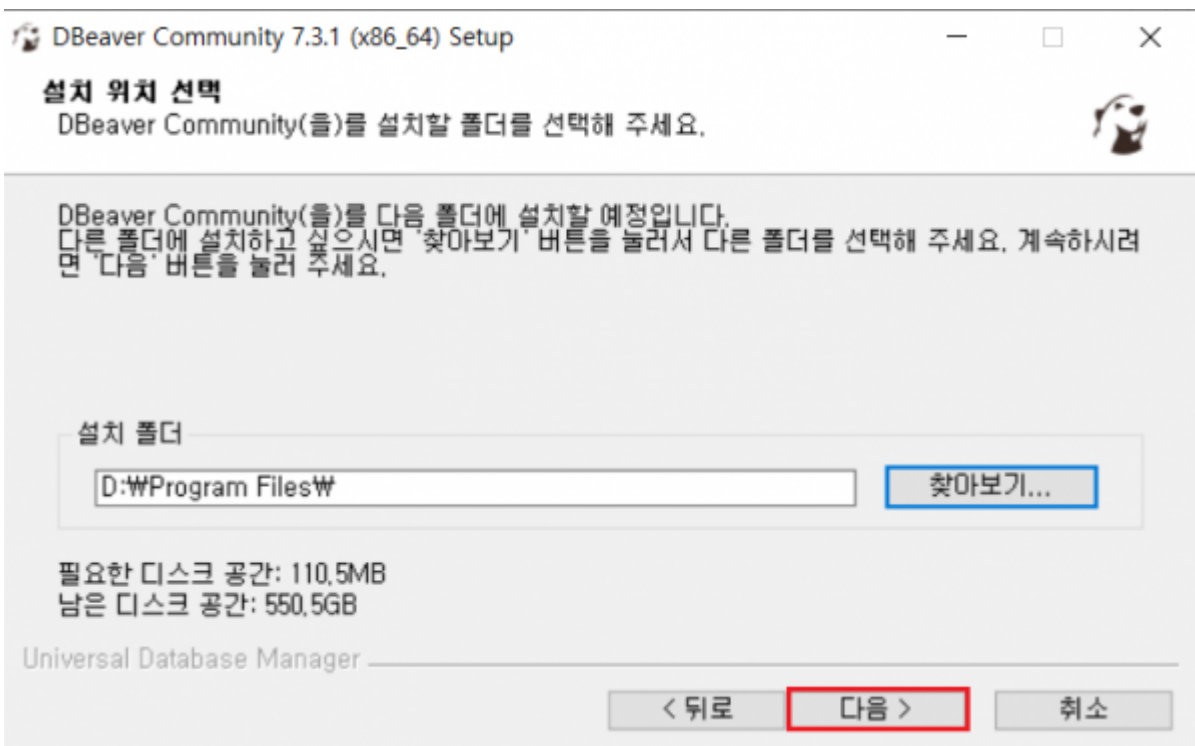 DBeaver Community 7.3.1 (x86_64) Setup
설치 위치 선택
DBeaver Community(을)를 설치할 폴더를 선택해 주세요.
DBeaver Community(을)를 다음 폴더에 설치할 예정입니다.
다른 폴더에 설치하고 싶으시면 '찾아보기' 버튼을 눌러서 다른 폴더를 선택해 주세요. 계속하시려
면 '다음' 버튼을 눌러 주세요.
설치 폴더
D:₩Program Files₩
찾아보기...
필요한 디스크 공간: 110.5MB
남은 디스크 공간: 550.5GB
Universal Database Manager
< 뒤로
다음 >
취소